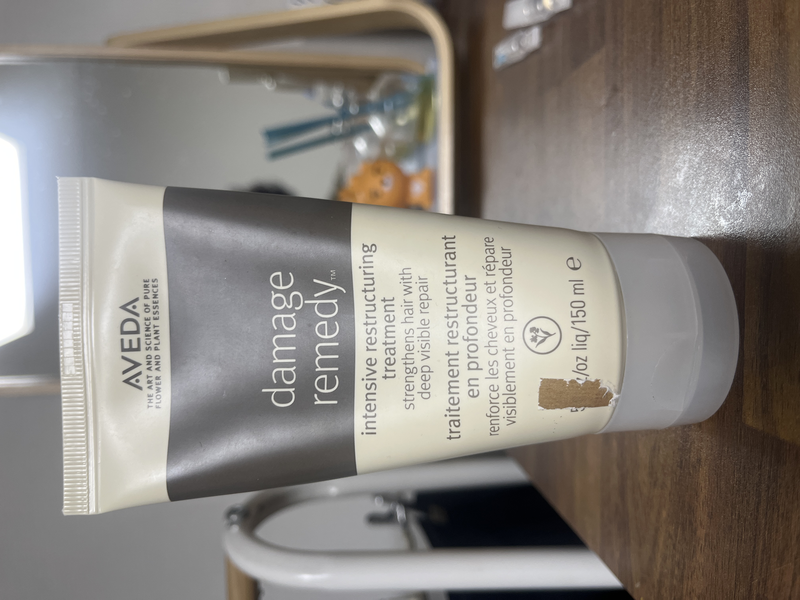 AVEDA
THE ART AND SCIENCE OF PURE
FLOWER AND PLANT ESSENCES
damage
remedy™
intensive restructuring
treatment
strengthens hair with
deep visible repair
traitement restructurant
en profondeur
renforce les cheveux et répare
visiblement en profondeur
oz liq/150 ml ℮